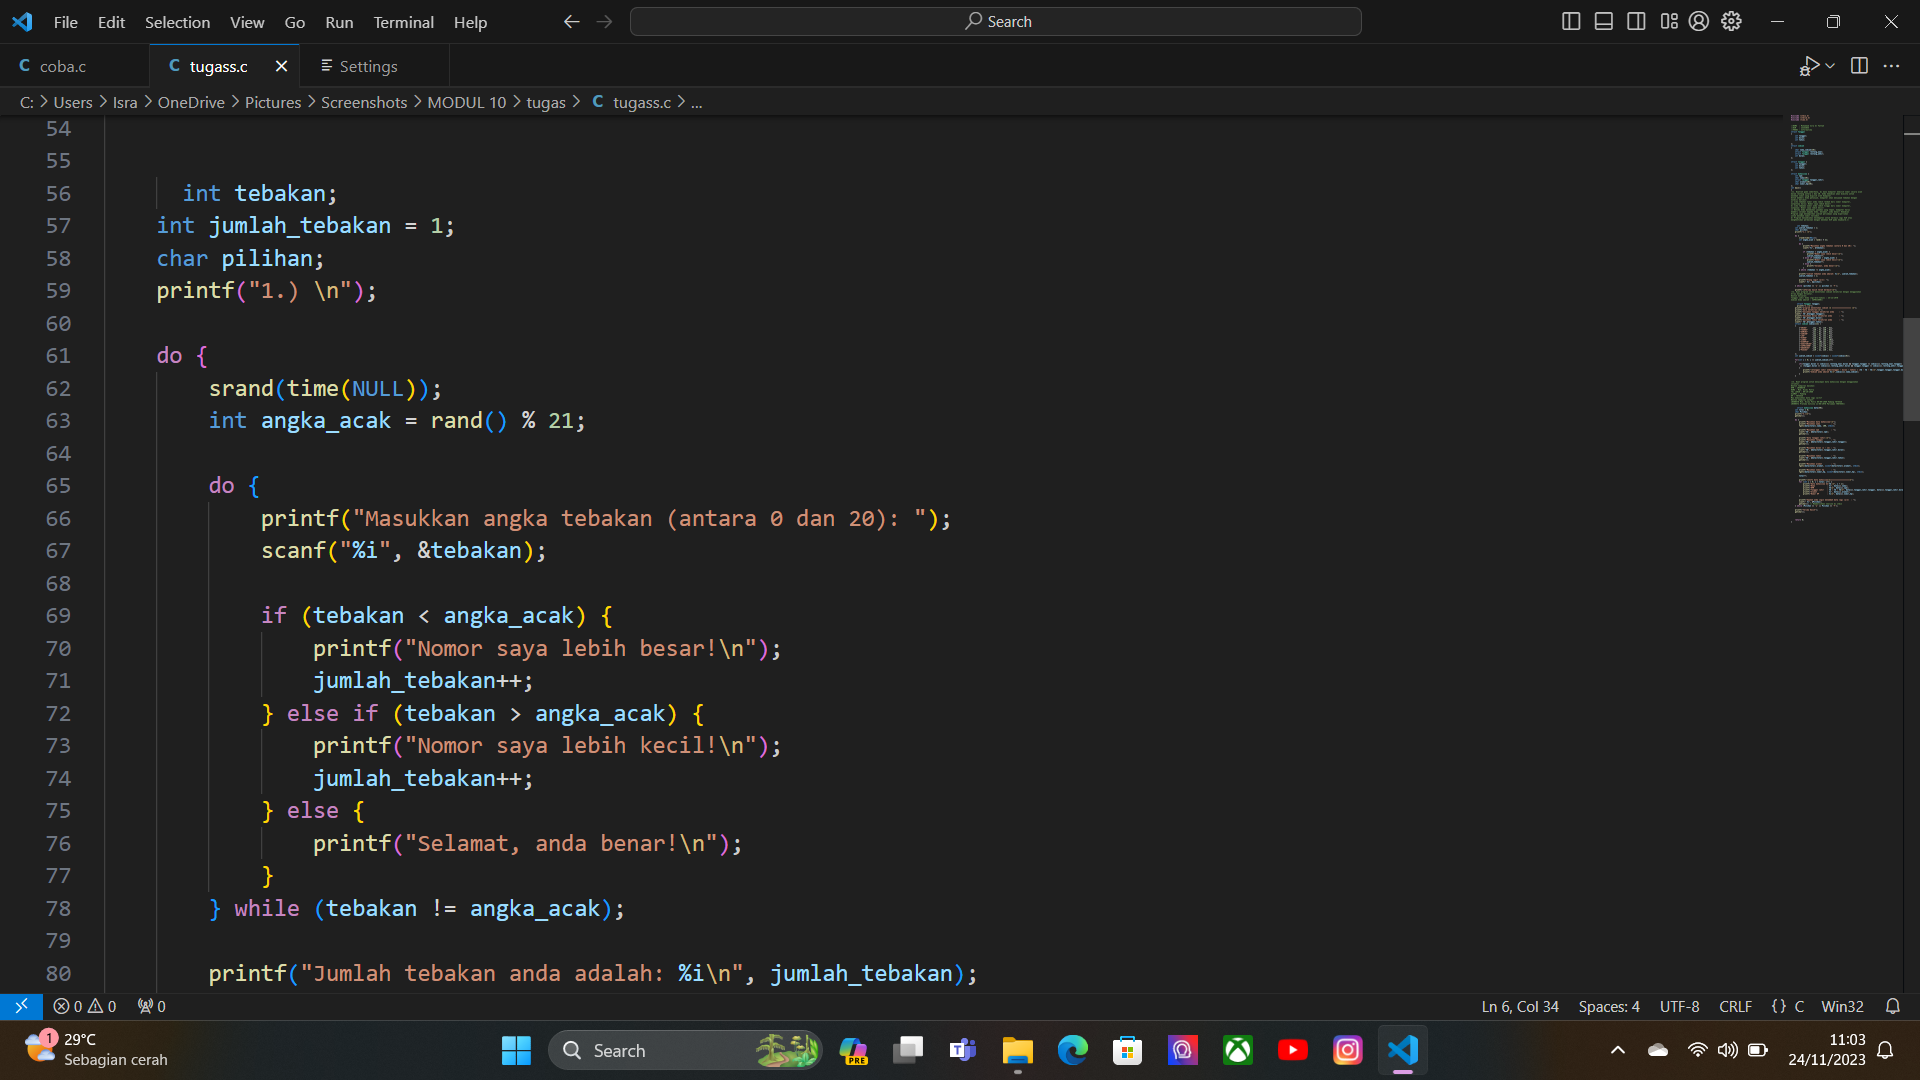 File Edit Selection View Go Run Terminal Help
Search
C coba.c
C tugass.c
Settings
C: > Users > Isra > OneDrive > Pictures > Screenshots > MODUL 10 > tugas > C tugass.c > ...
54
55
56 int tebakan;
57 int jumlah_tebakan = 1;
58 char pilihan;
59 printf("1.) \n");
60
61 do {
62 srand(time(NULL));
63 int angka_acak = rand() % 21;
64
65 do {
66 printf("Masukkan angka tebakan (antara 0 dan 20): ");
67 scanf("%i", &tebakan);
68
69 if (tebakan < angka_acak) {
70 printf("Nomor saya lebih besar!\n");
71 jumlah_tebakan++;
72 } else if (tebakan > angka_acak) {
73 printf("Nomor saya lebih kecil!\n");
74 jumlah_tebakan++;
75 } else {
76 printf("Selamat, anda benar!\n");
77 }
78 } while (tebakan != angka_acak);
79
80 printf("Jumlah tebakan anda adalah: %i\n", jumlah_tebakan);
0 0 0
Ln 6, Col 34 Spaces: 4 UTF-8 CRLF {} C Win32
1
29°C
Sebagian cerah
Search
PRE
11:03
24/11/2023